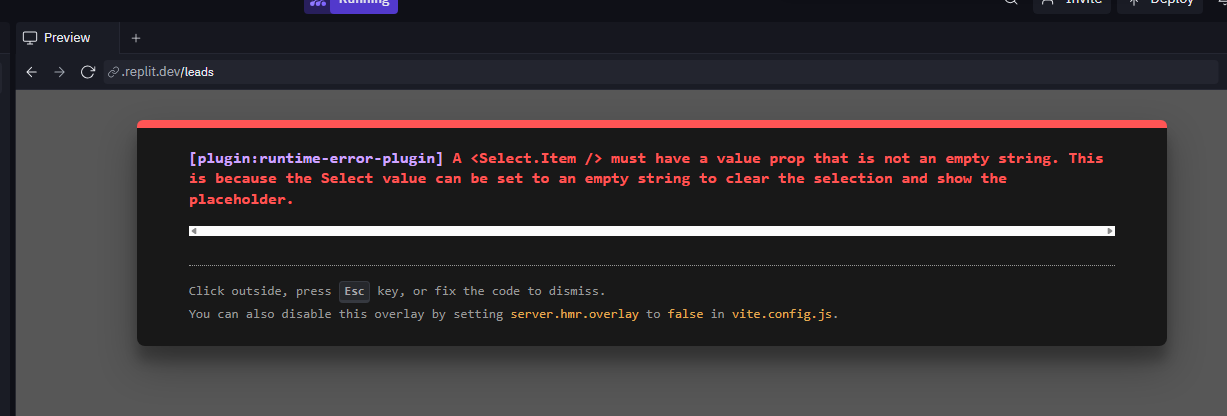 Running
Invite
Deploy
Preview
.replit.dev/leads
[plugin:runtime-error-plugin] A <Select.Item /> must have a value prop that is not an empty string. This
is because the Select value can be set to an empty string to clear the selection and show the
placeholder.
Click outside, press Esc key, or fix the code to dismiss.
You can also disable this overlay by setting server.hmr.overlay to false in vite.config.js.